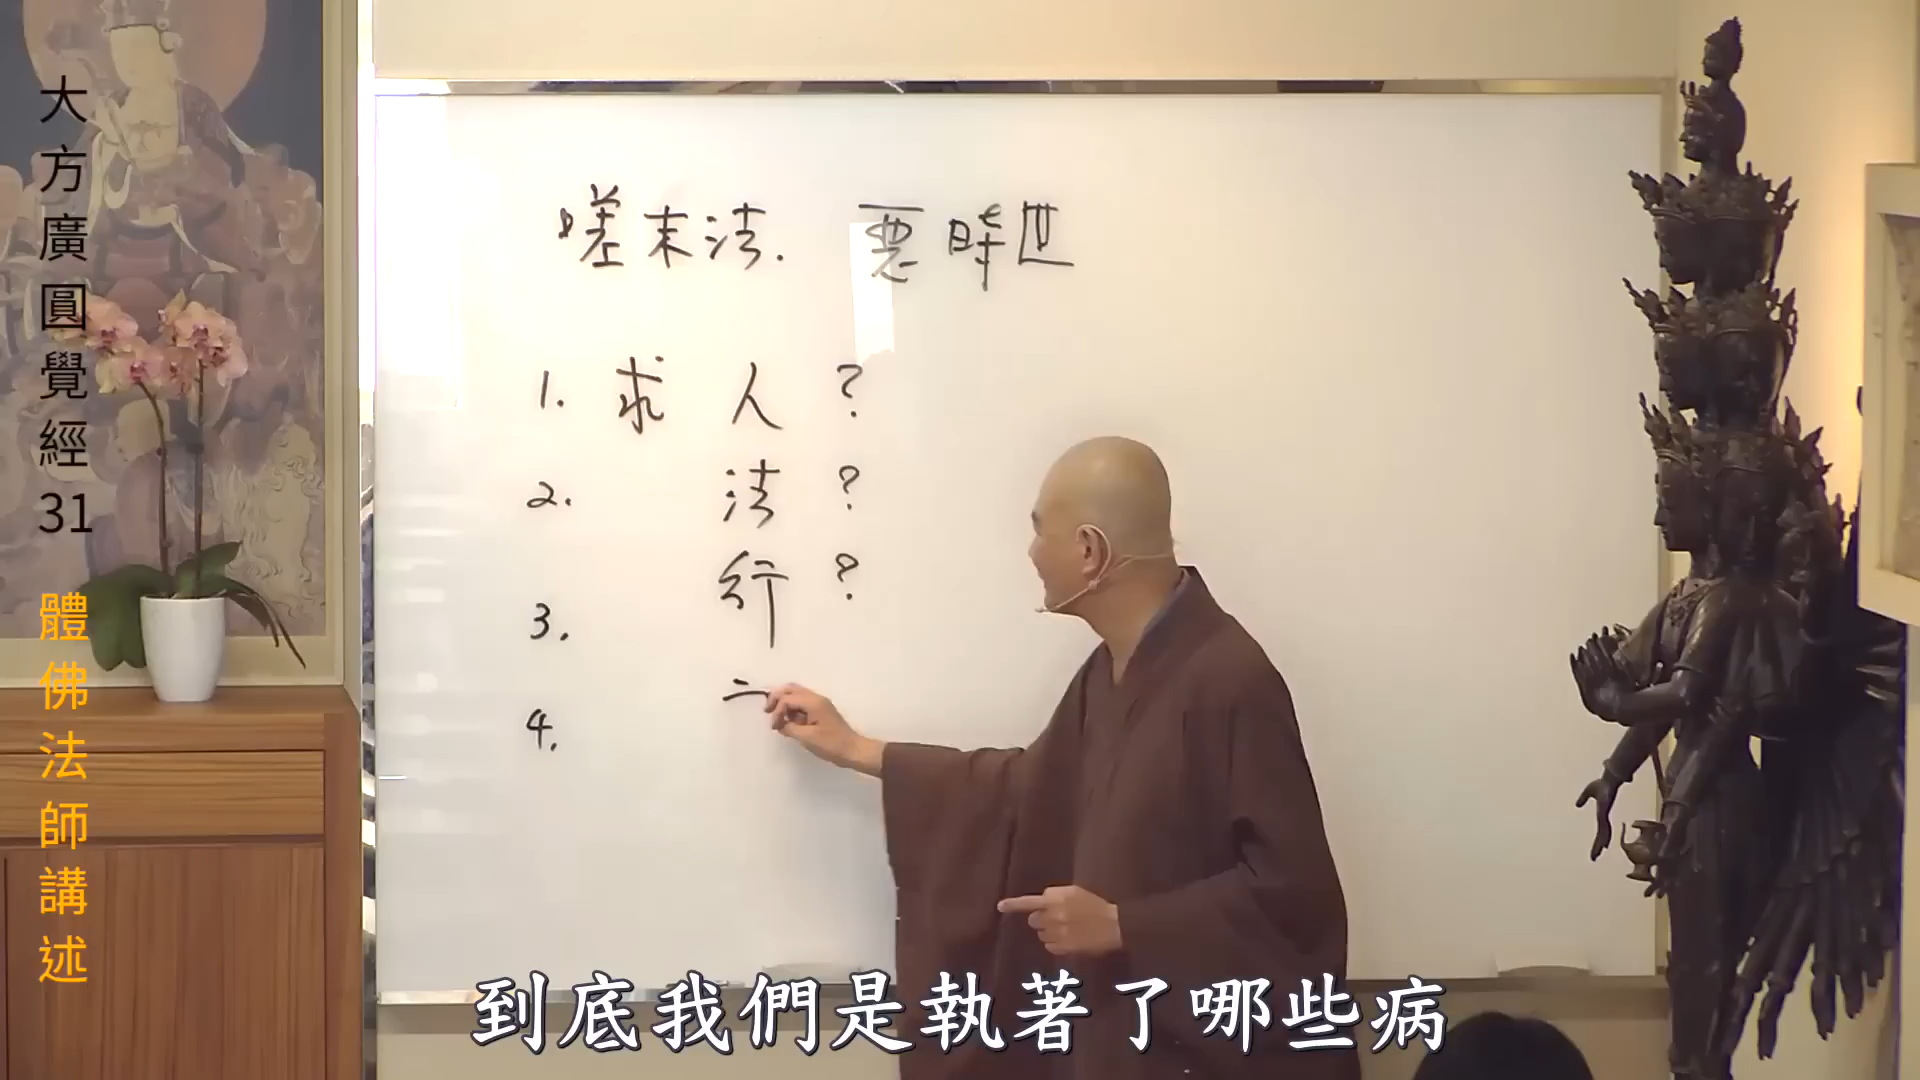 大方廣圓覺經31 體佛法師講述
嗟末法. 惡時世
1. 求 人 ?
2. 法 ?
3. 行 ?
4.
到底我們是執著了哪些病